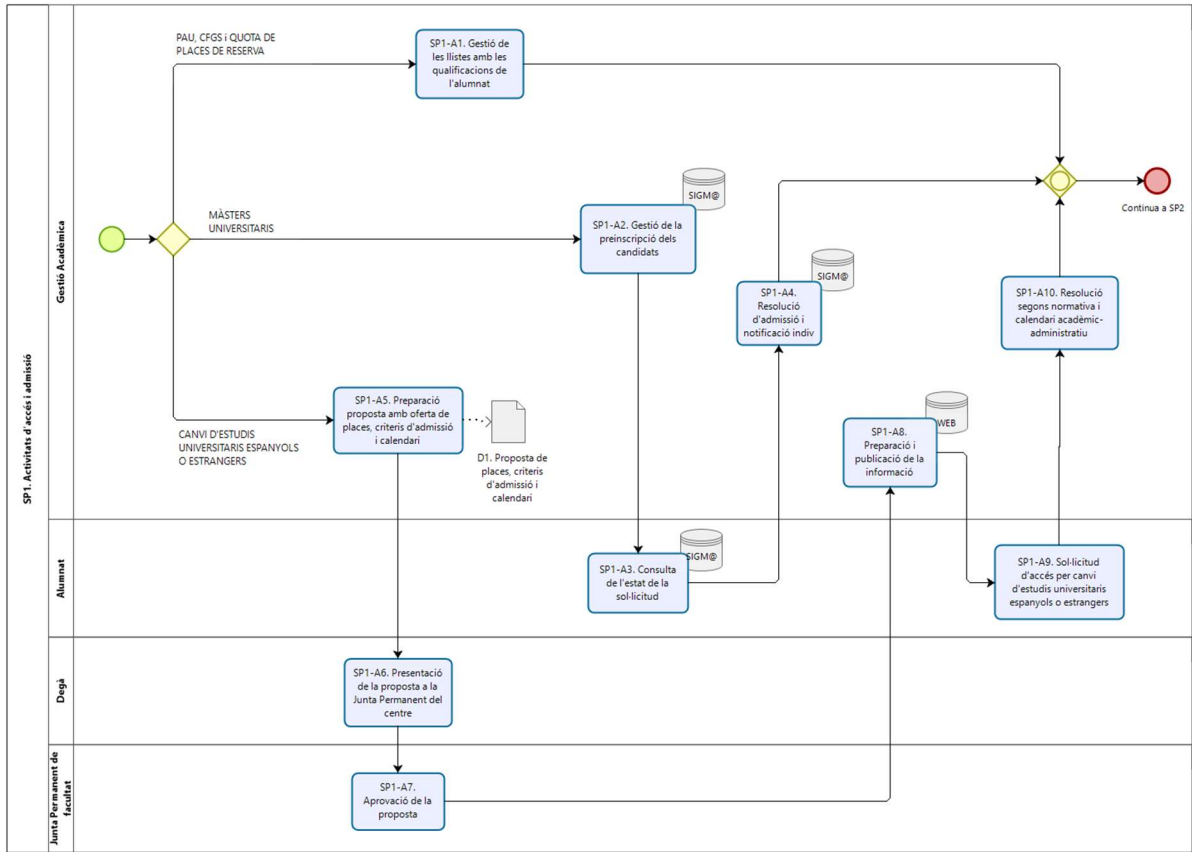 SP1. Activitats d'accés i admissió
Gestió Acadèmica
PAU, CFGS i QUOTA DE
PLACES DE RESERVA
SP1-A1. Gestió de
les llistes amb les
qualificacions de
l'alumnat
MÀSTERS
UNIVERSITARIS
SIGM@
SP1-A2. Gestió de la
preinscripció dels
candidats
Continua a SP2
SIGM@
SP1-A4.
Resolució
d'admissió i
notificació indiv
SP1-A10. Resolució
segons normativa i
calendari acadèmic-
administratiu
CANVI D'ESTUDIS
UNIVERSITARIS ESPANYOLS
O ESTRANGERS
SP1-A5. Preparació
proposta amb oferta de
places, criteris d'admissió
i calendari
D1. Proposta de
places, criteris
d'admissió i
calendari
WEB
SP1-A8.
Preparació i
publicació de la
informació
Alumnat
SIGM@
SP1-A3. Consulta
de l'estat de la
sol·licitud
SP1-A9. Sol·licitud
d'accés per canvi
d'estudis universitaris
espanyols o estrangers
Degà
SP1-A6. Presentació
de la proposta a la
Junta Permanent del
centre
Junta Permanent de
facultat
SP1-A7.
Aprovació de la
proposta